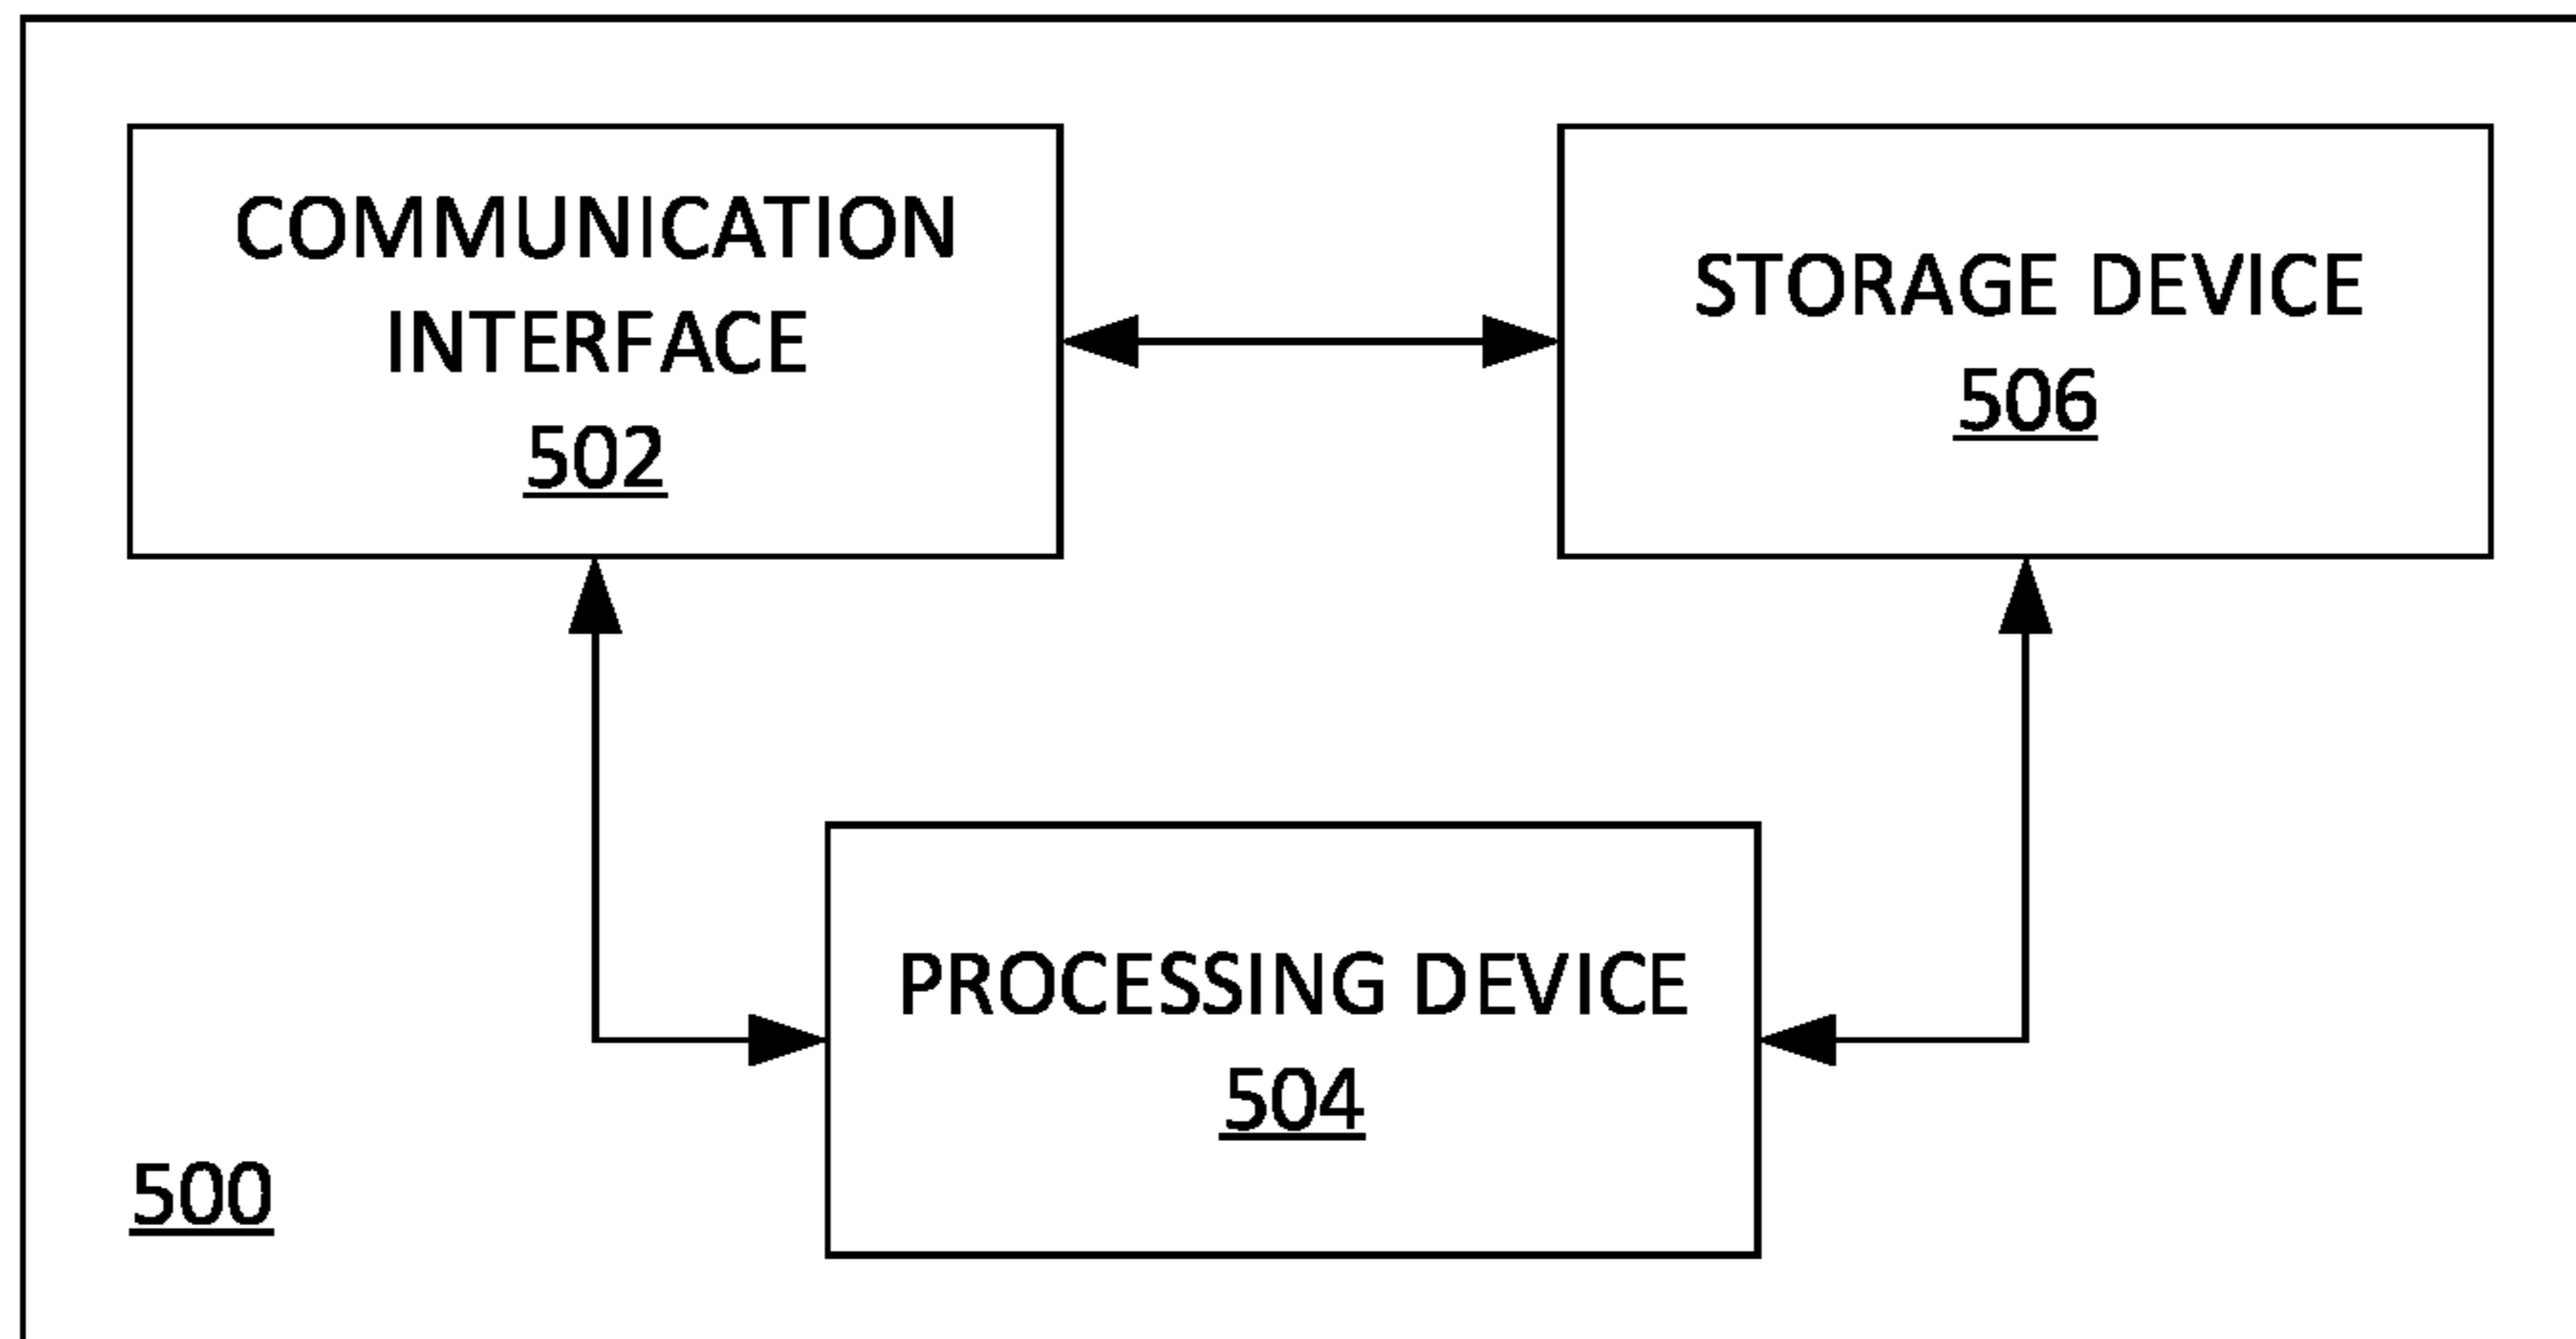 COMMUNICATION
INTERFACE
502
STORAGE DEVICE
506
PROCESSING DEVICE
504
500